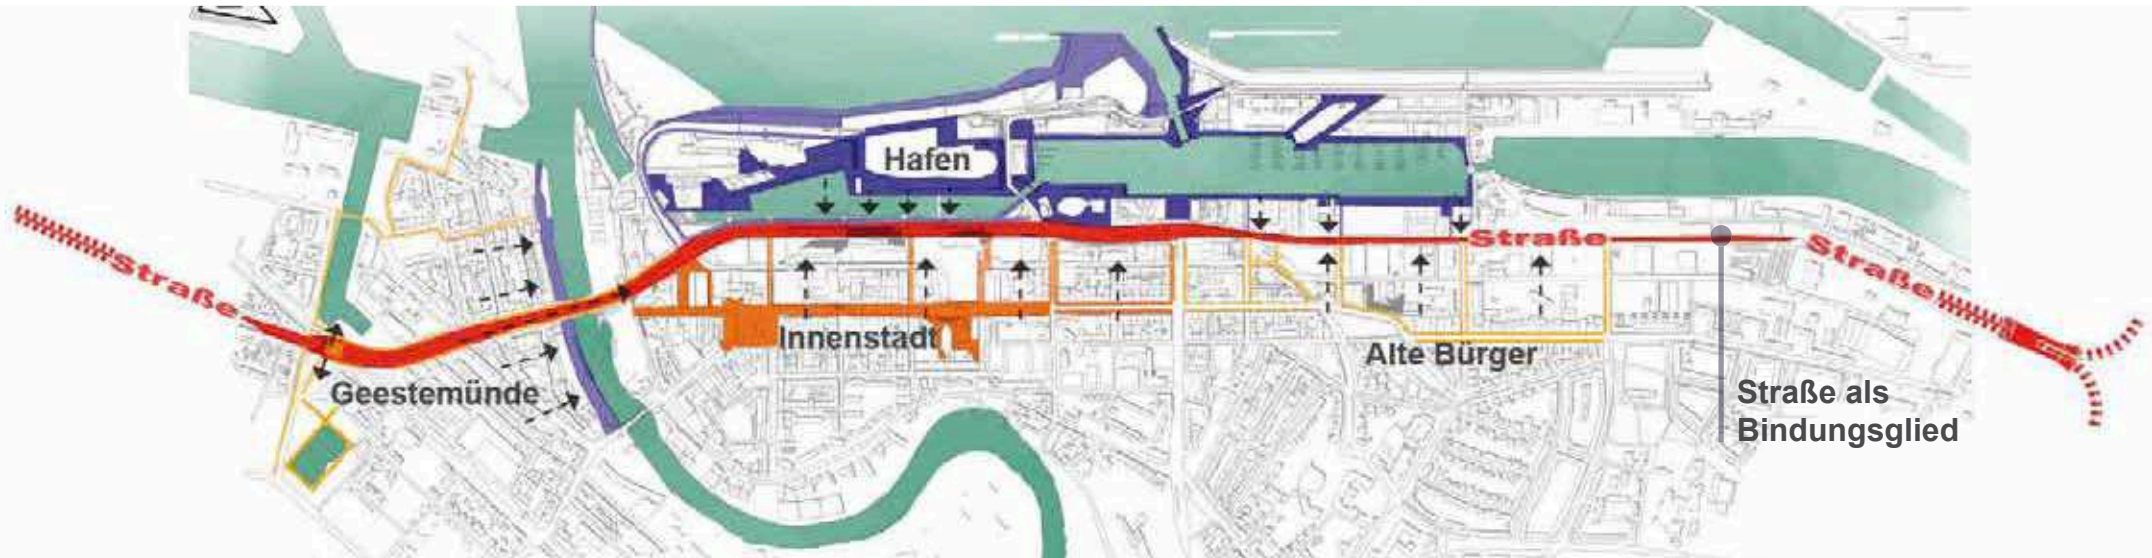 Hafen
Straße
Straße
Straße
Innenstadt
Alte Bürger
Geestemünde
Straße als
Bindungsglied